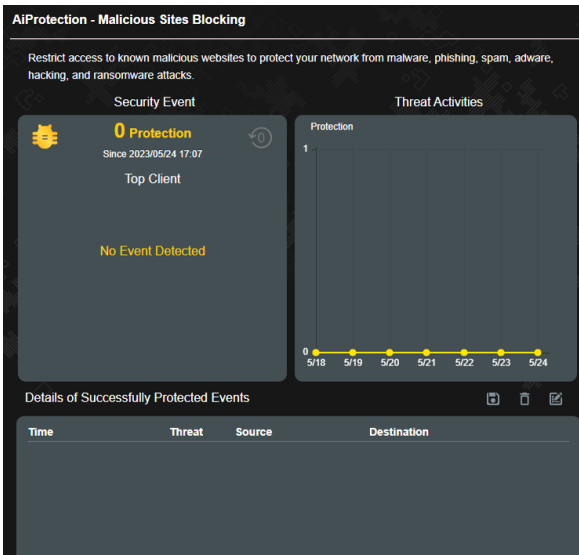 AiProtection - Malicious Sites Blocking
Restrict access to known malicious websites to protect your network from malware, phishing, spam, adware,
hacking, and ransomware attacks.
Security Event
Threat Activities
0 Protection
Since 2023/05/24 17:07
Top Client
No Event Detected
0
Protection
1
0
5/18 5/19 5/20 5/21 5/22 5/23 5/24
Details of Successfully Protected Events
Time Threat Source Destination